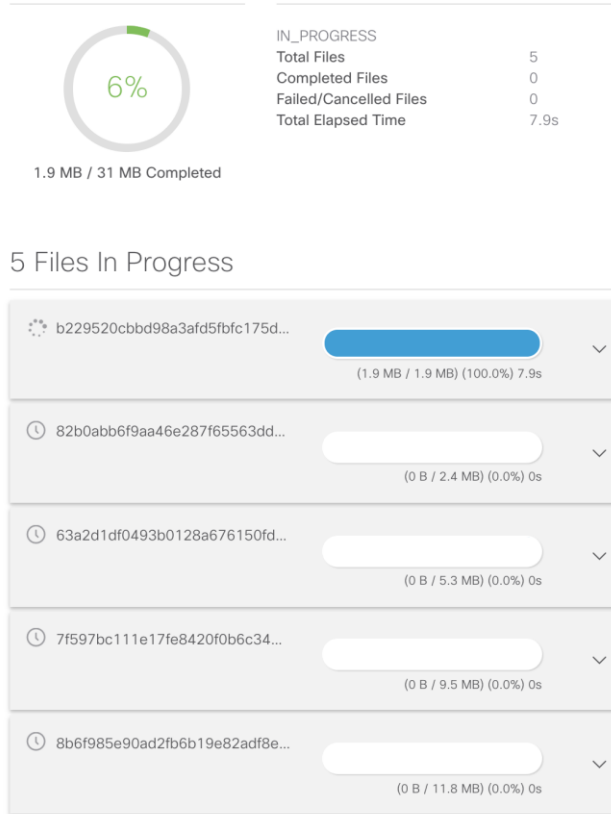 6%
1.9 MB / 31 MB Completed
IN_PROGRESS
Total Files 5
Completed Files 0
Failed/Cancelled Files 0
Total Elapsed Time 7.9s
5 Files In Progress
b229520cbbd98a3afd5fbfc175d...
(1.9 MB / 1.9 MB) (100.0%) 7.9s
82b0abb6f9aa46e287f65563dd...
(0 B / 2.4 MB) (0.0%) 0s
63a2d1df0493b0128a676150fd...
(0 B / 5.3 MB) (0.0%) 0s
7f597bc111e17fe8420f0b6c34...
(0 B / 9.5 MB) (0.0%) 0s
8b6f985e90ad2fb6b19e82adf8e...
(0 B / 11.8 MB) (0.0%) 0s